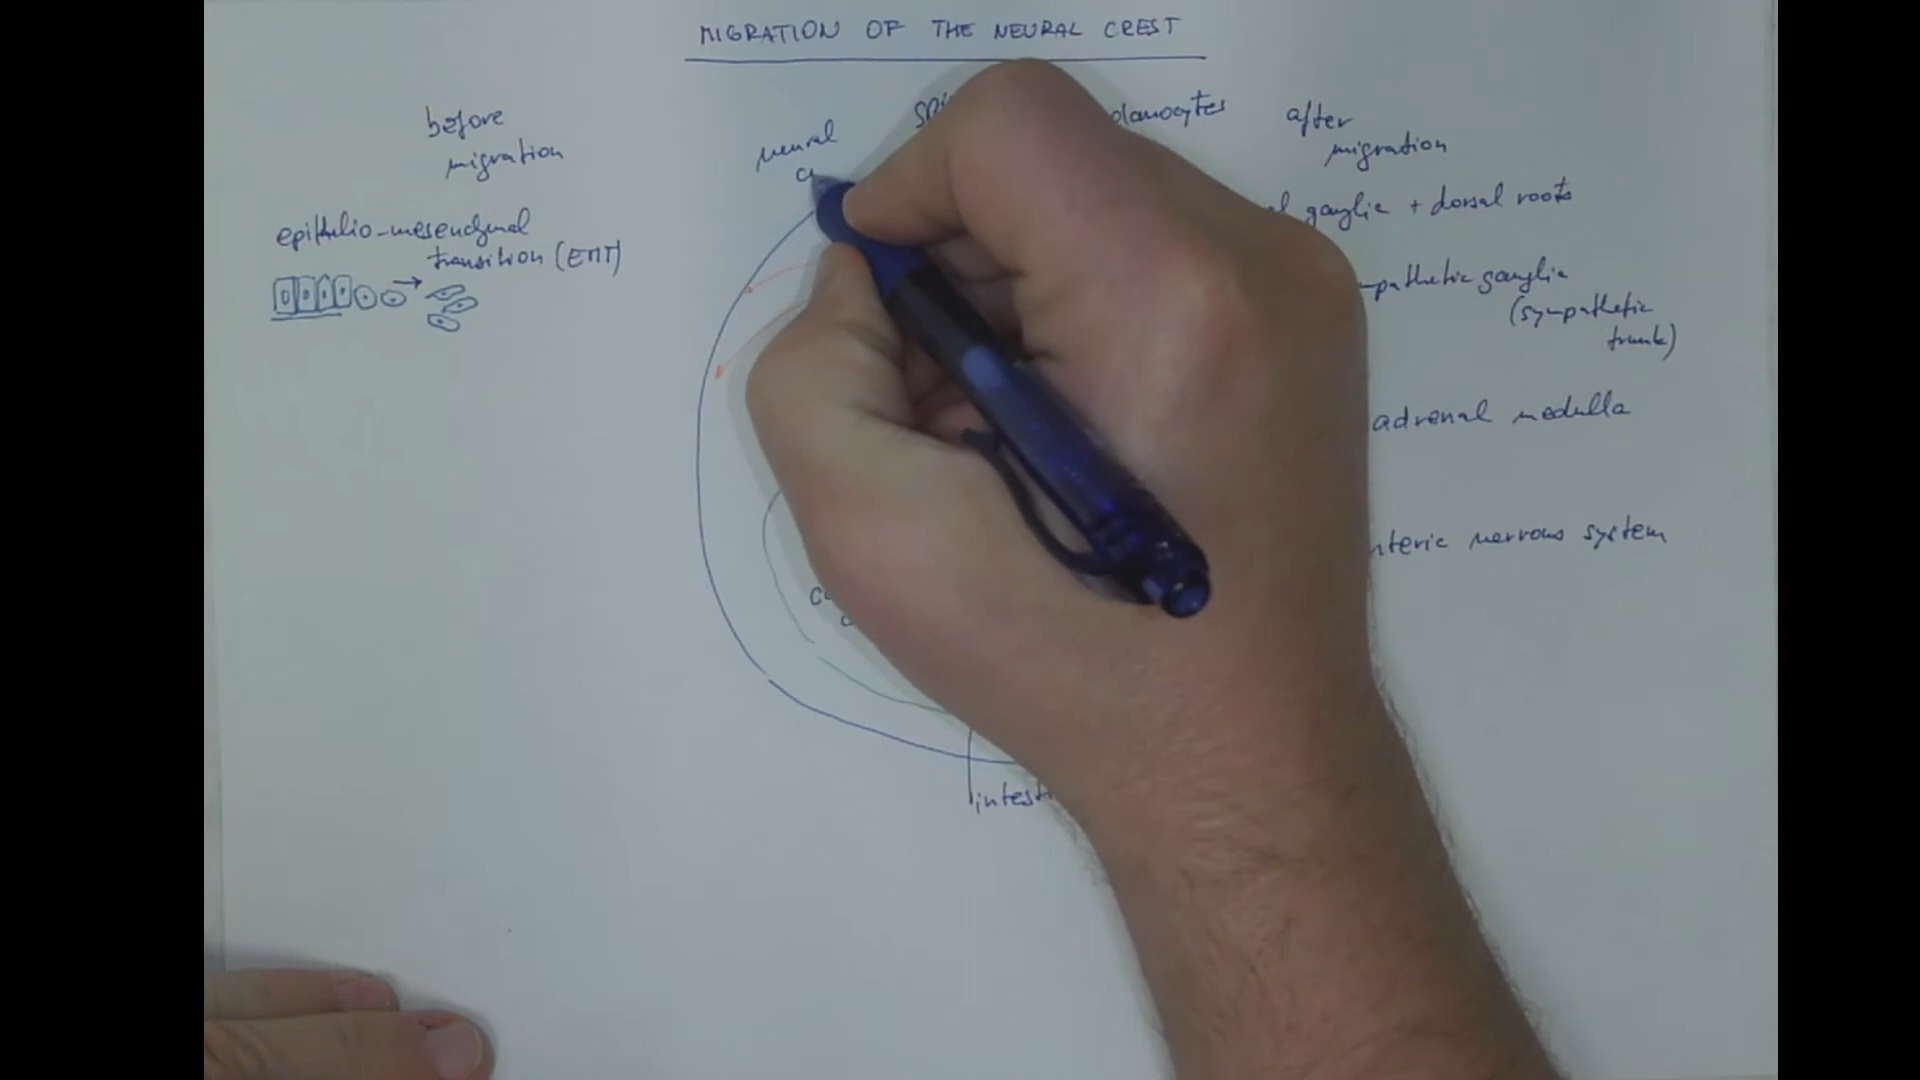 MIGRATION OF THE NEURAL CREST
before
migration
epithelio-mesenchymal
transition (EMT)
neural
after
migration
ganglia + dorsal roots
ganglia
(sympathetic
trunk)
adrenal medulla
nervous system